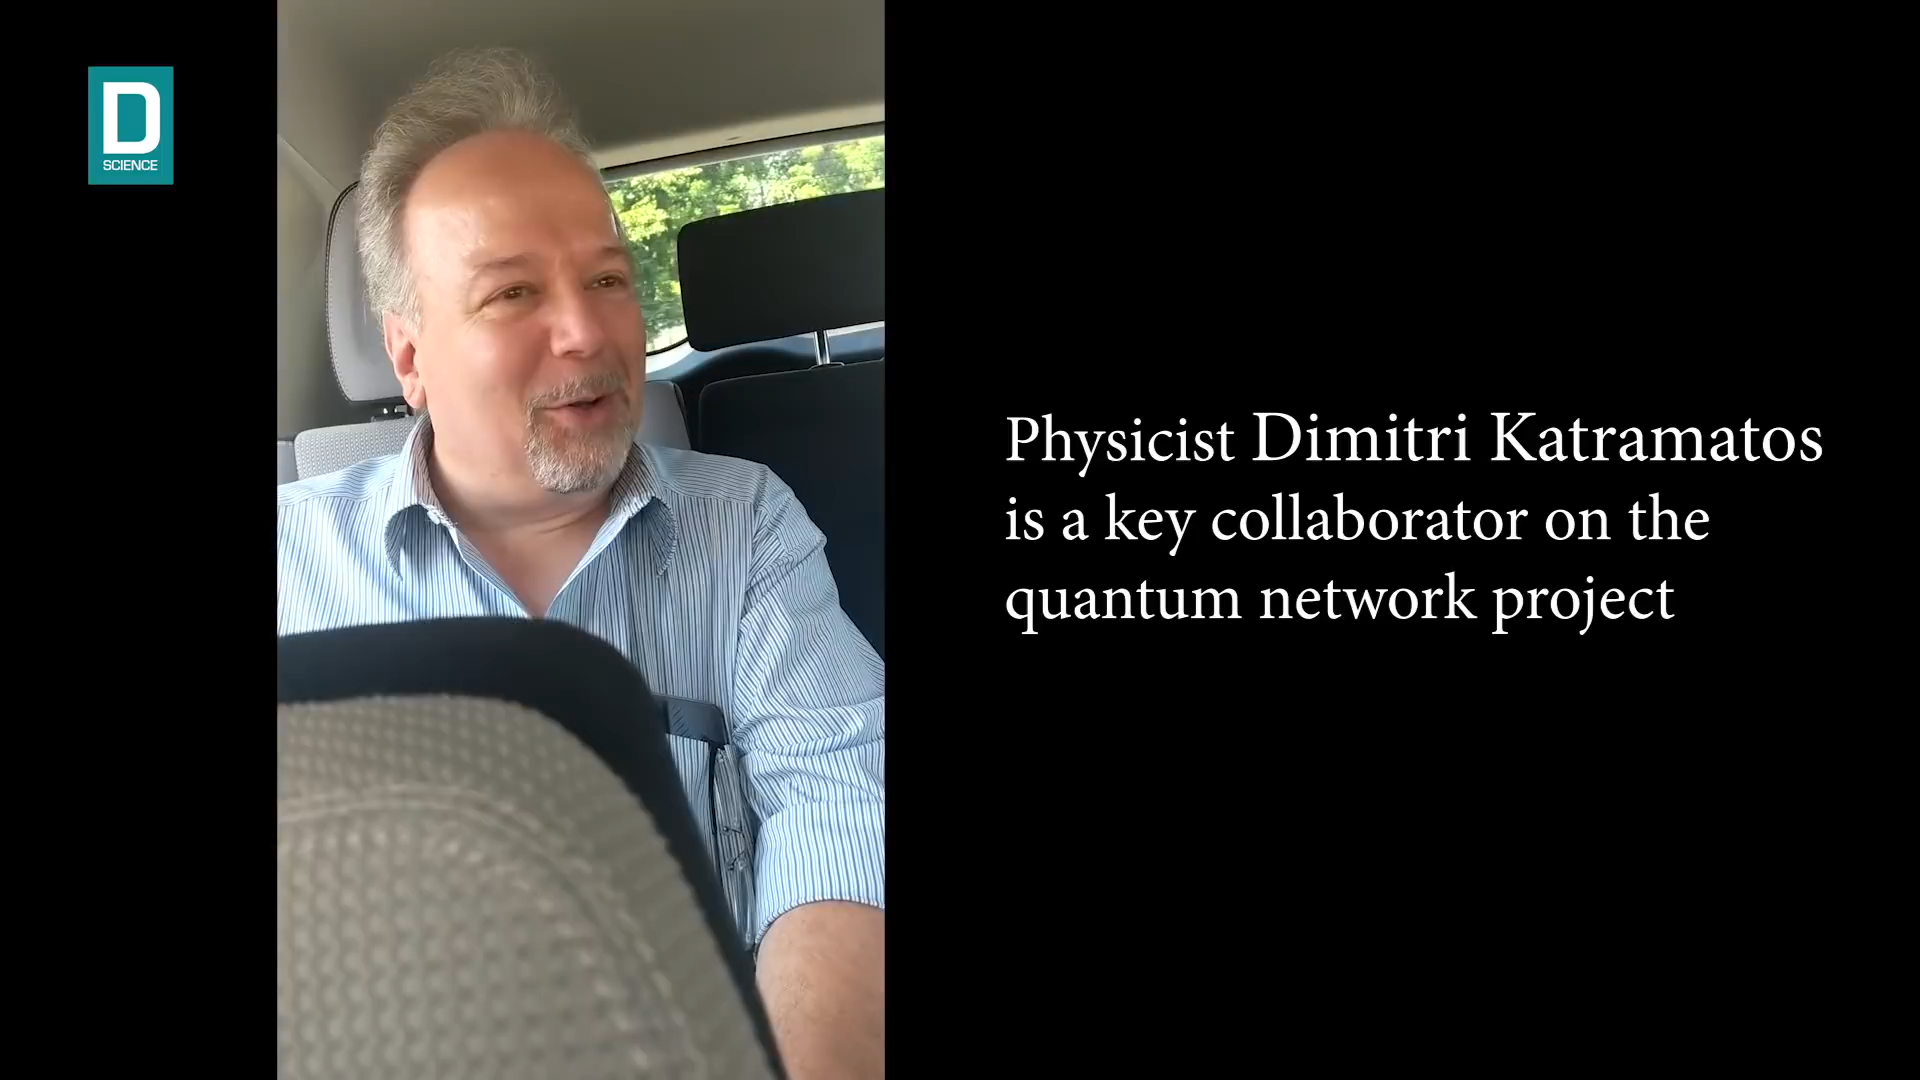 D
SCIENCE
Physicist Dimitri Katramatos
is a key collaborator on the
quantum network project